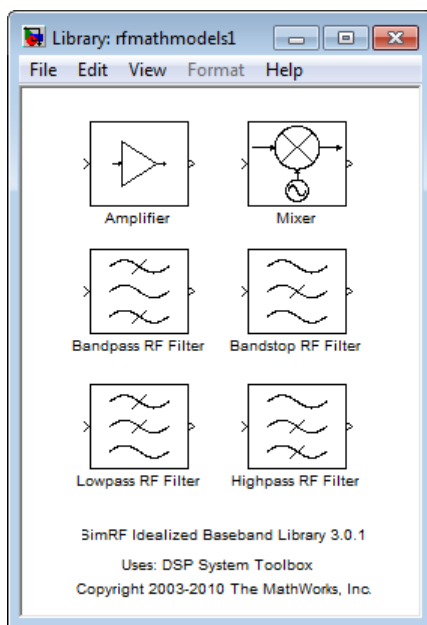 Library: rfmathmodels1
File Edit View Format Help
Amplifier Mixer
Bandpass RF Filter Bandstop RF Filter
Lowpass RF Filter Highpass RF Filter
SimRF Idealized Baseband Library 3.0.1
Uses: DSP System Toolbox
Copyright 2003-2010 The MathWorks, Inc.